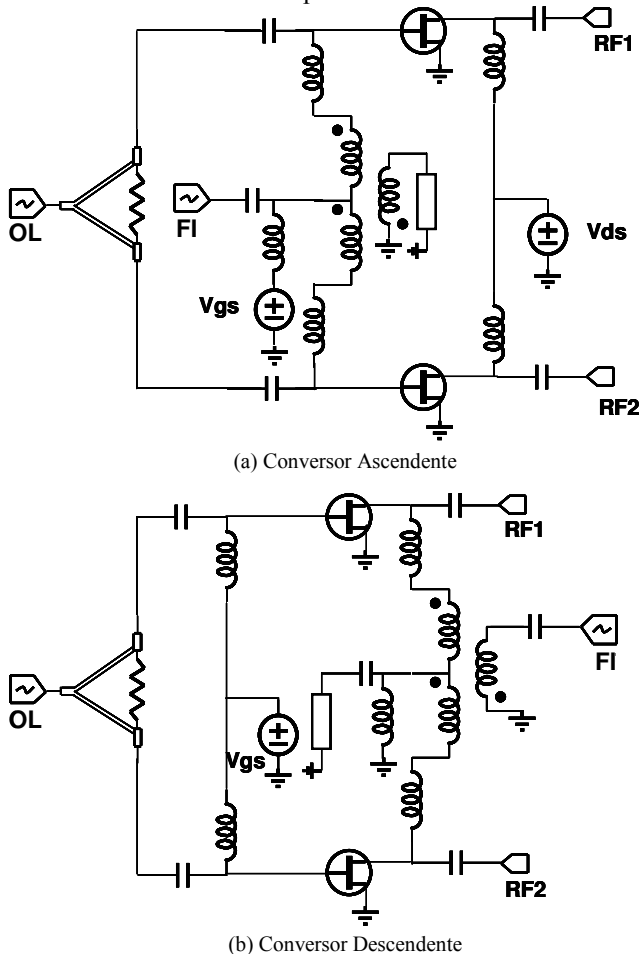 RF1
OL
FI
Vgs
Vds
RF2
(a) Conversor Ascendente
RF1
OL
Vgs
FI
RF2
(b) Conversor Descendente